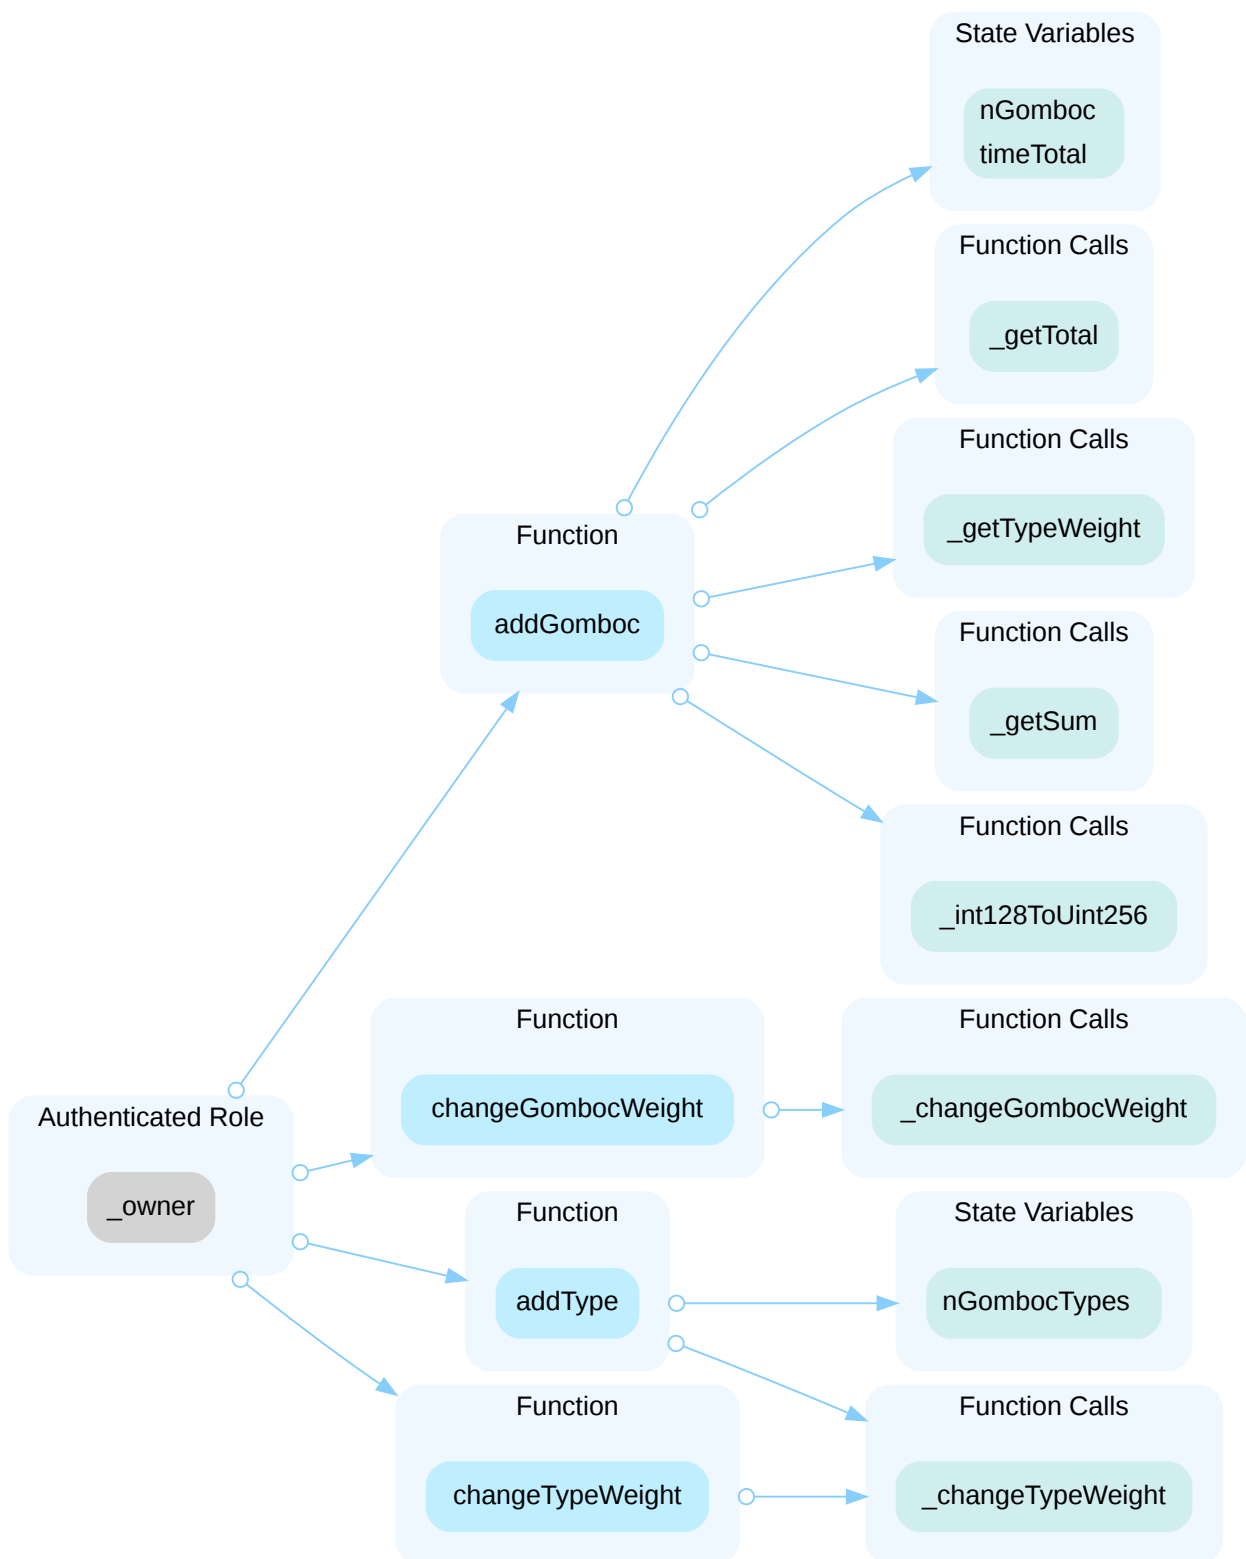 State Variables
nGomboc
timeTotal
Function Calls
_getTotal
Function Calls
_getTypeWeight
Function
addGomboc
Function Calls
_getSum
Function Calls
_int128ToUint256
Function
changeGombocWeight
Function Calls
_changeGombocWeight
Authenticated Role
_owner
Function
addType
State Variables
nGombocTypes
Function
changeTypeWeight
Function Calls
_changeTypeWeight